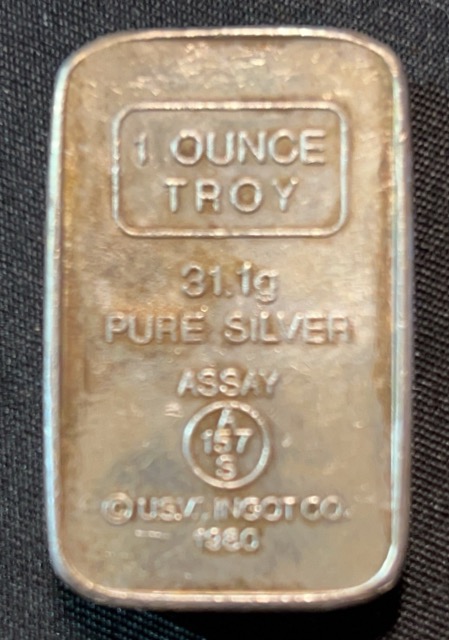 1 OUNCE
TROY
31.1g
PURE SILVER
ASSAY
A
157
S
© U.S.V. INGOT CO.
1980